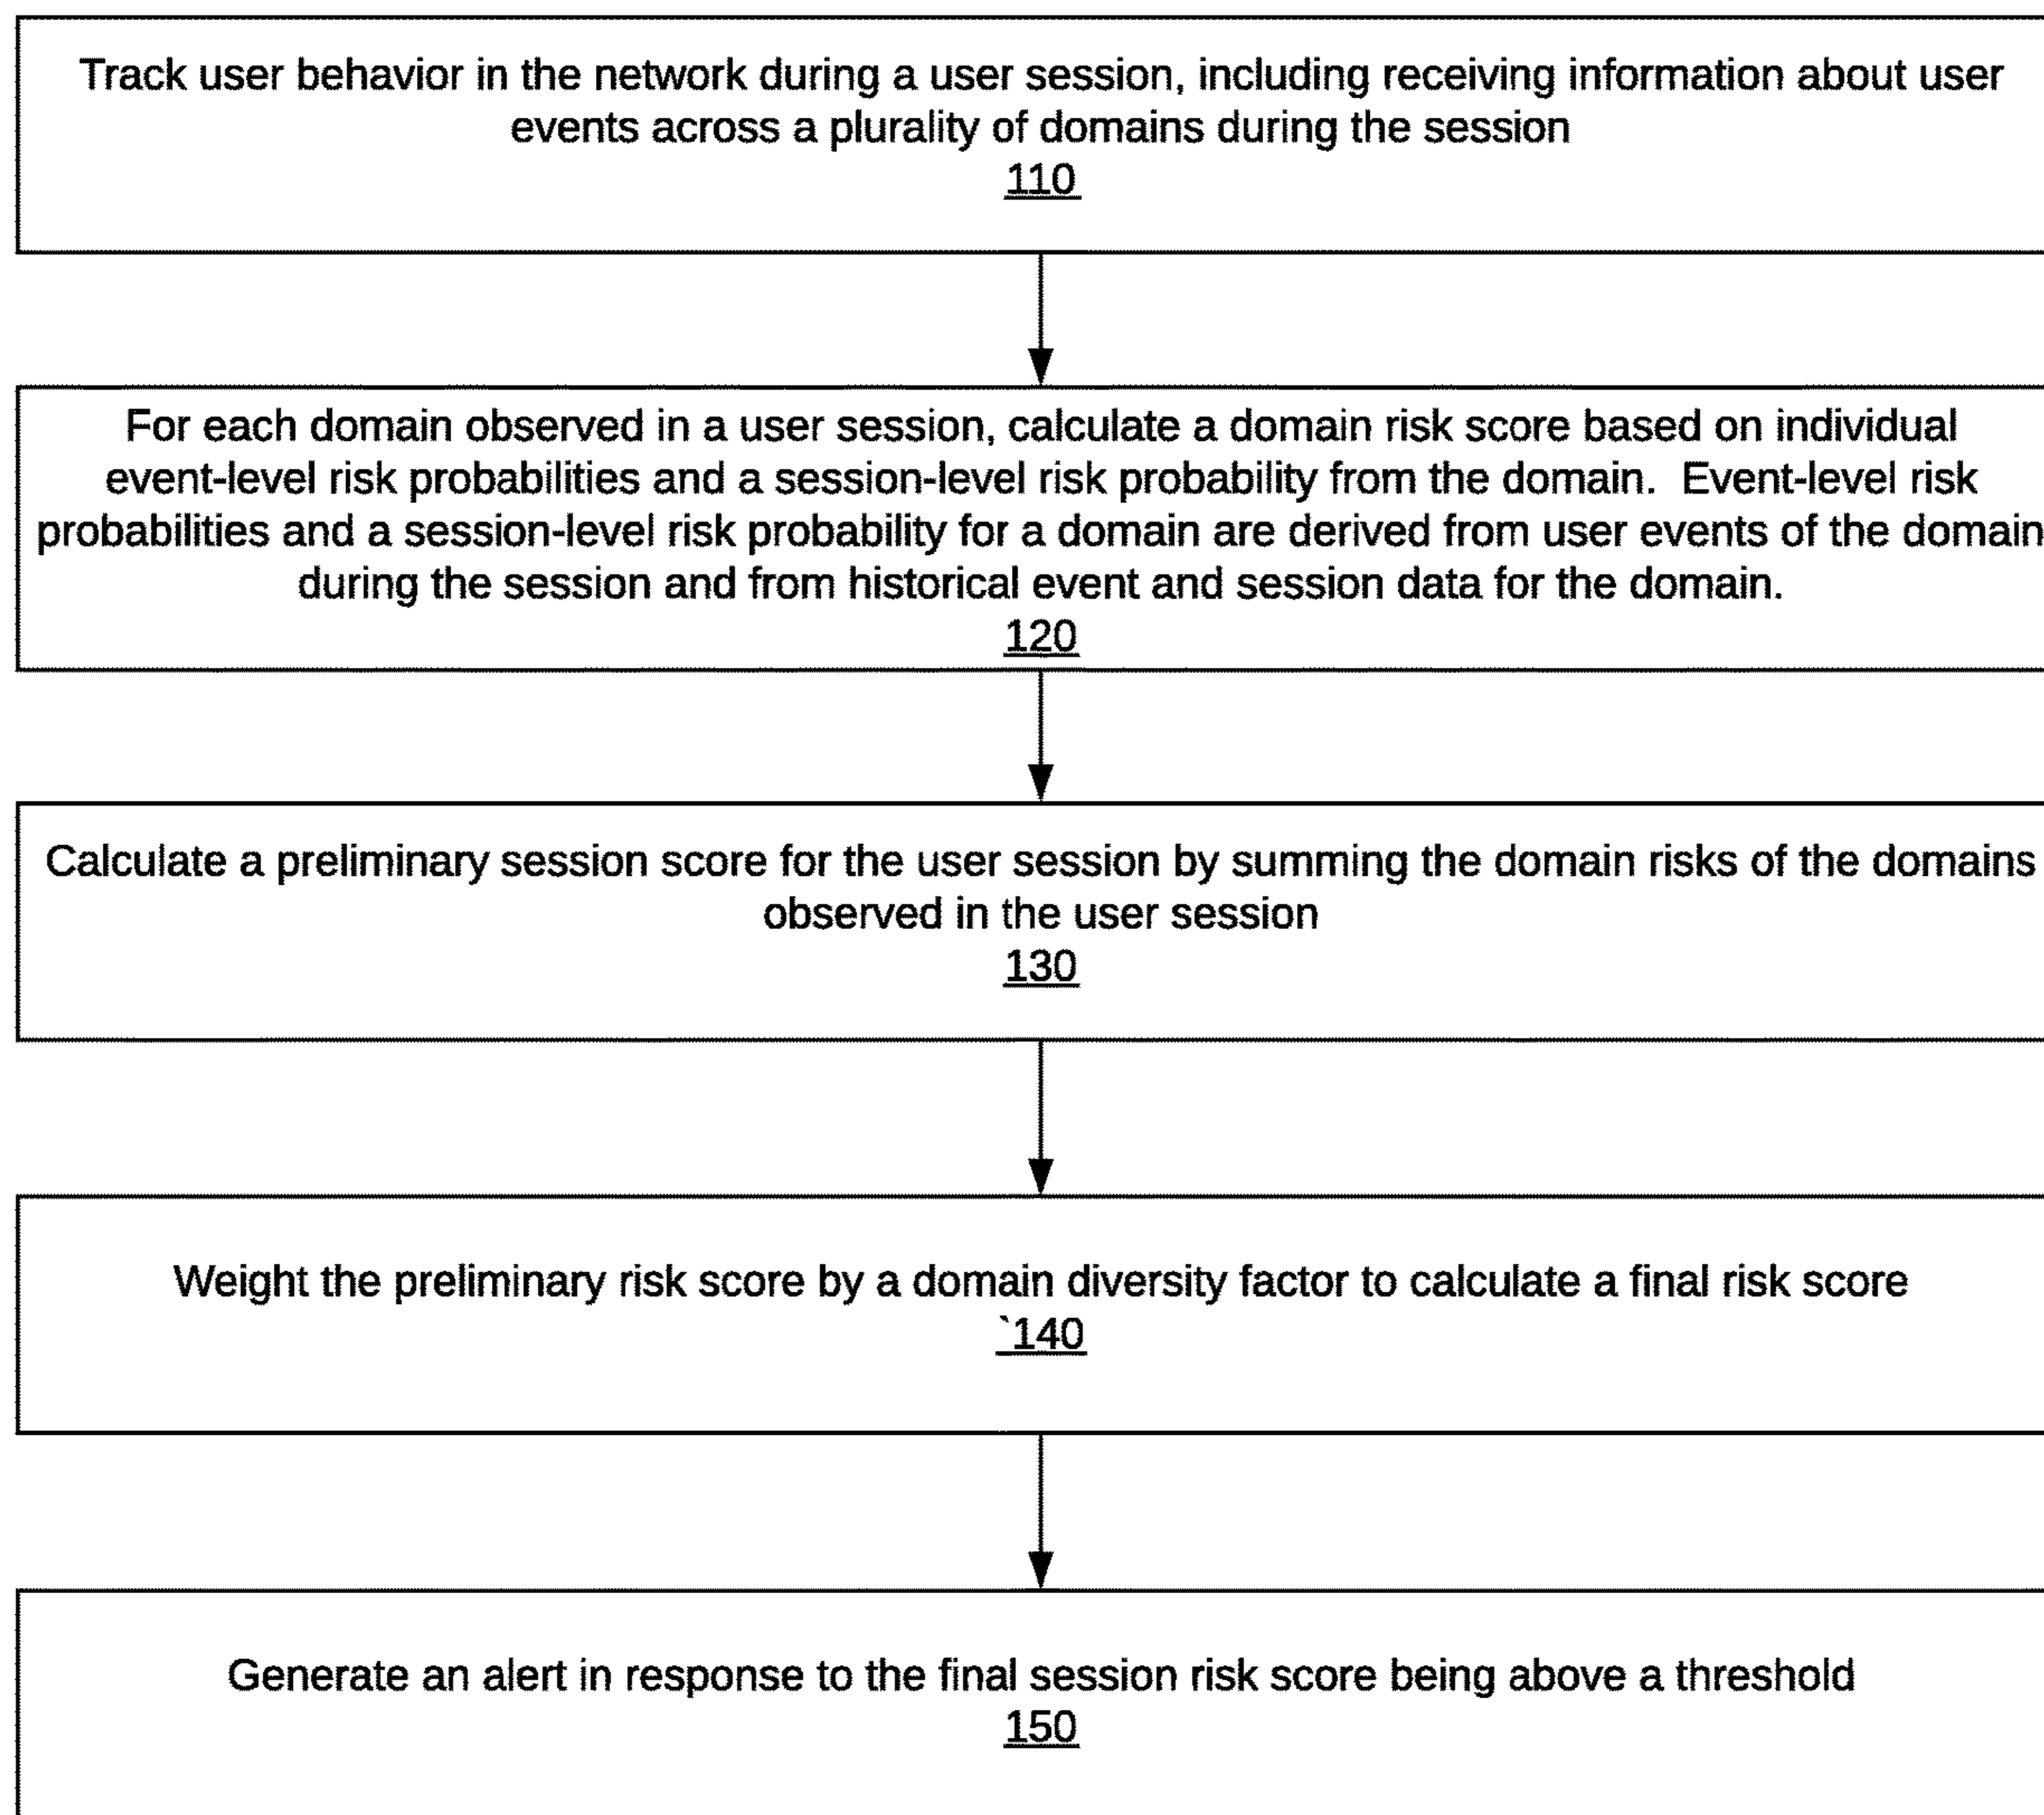 Track user behavior in the network during a user session, including receiving information about user
events across a plurality of domains during the session
110
For each domain observed in a user session, calculate a domain risk score based on individual
event-level risk probabilities and a session-level risk probability from the domain.  Event-level risk
probabilities and a session-level risk probability for a domain are derived from user events of the domain
during the session and from historical event and session data for the domain.
120
Calculate a preliminary session score for the user session by summing the domain risks of the domains
observed in the user session
130
Weight the preliminary risk score by a domain diversity factor to calculate a final risk score
`140
Generate an alert in response to the final session risk score being above a threshold
150